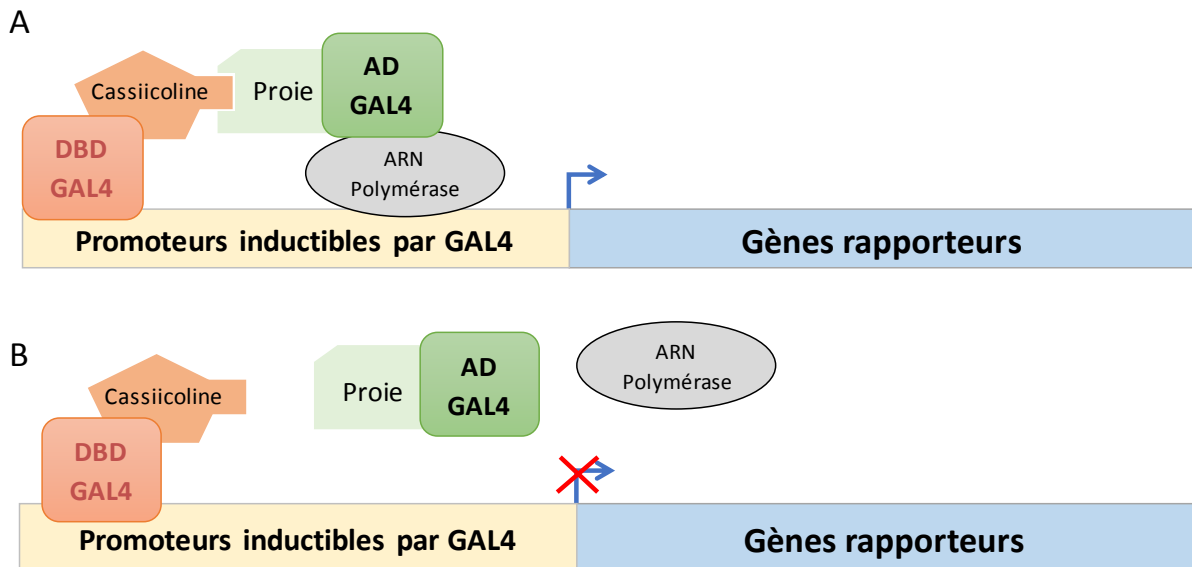 A
Cassiicoline
Proie
AD
GAL4
DBD
GAL4
ARN
Polymérase
Promoteurs inductibles par GAL4
Gènes rapporteurs
B
Cassiicoline
Proie
AD
GAL4
ARN
Polymérase
DBD
GAL4
Promoteurs inductibles par GAL4
Gènes rapporteurs